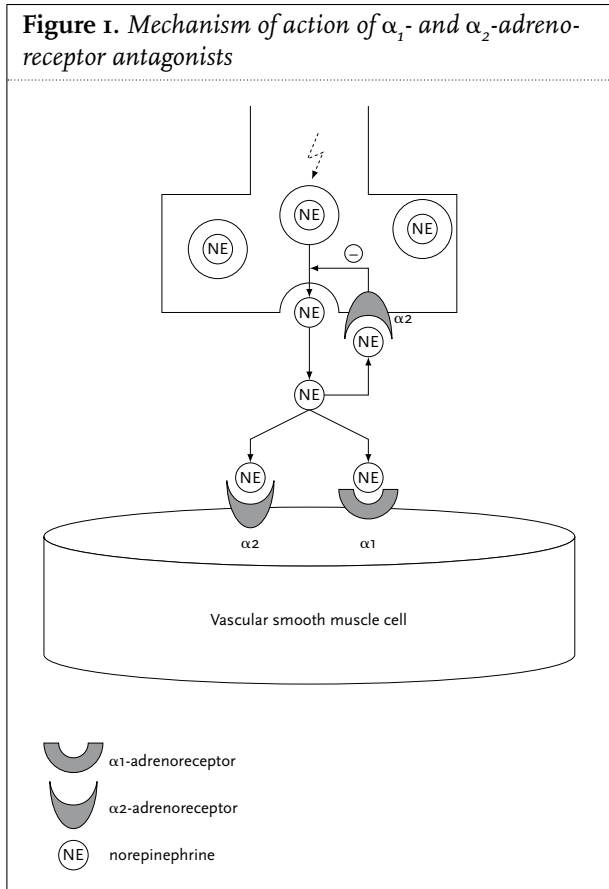 Figure 1. Mechanism of action of α₁- and α₂-adreno-
receptor antagonists
NE
NE
NE
−
NE
α2
NE
NE
NE
NE
α2
α1
Vascular smooth muscle cell
α1-adrenoreceptor
α2-adrenoreceptor
NE norepinephrine